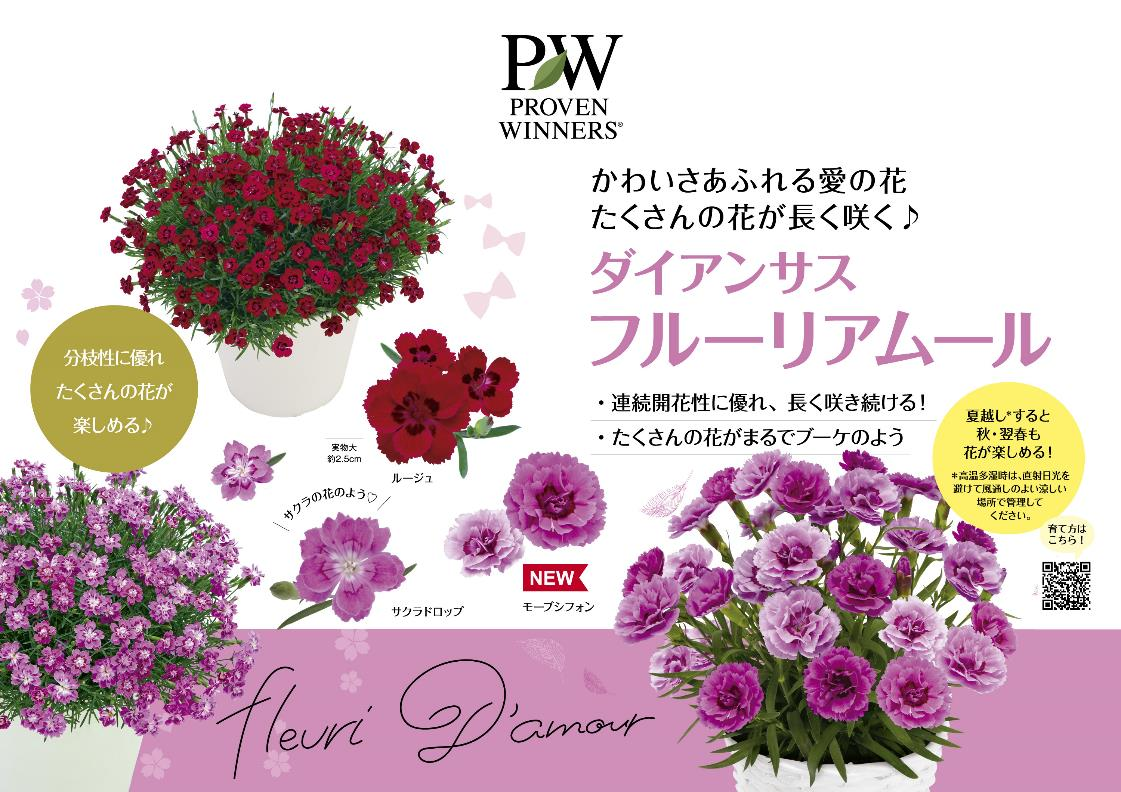 PW
PROVEN
WINNERS®
かわいさあふれる愛の花
たくさんの花が長く咲く♪
ダイアンサス
フルーリアムール
・連続開花性に優れ、長く咲き続ける！
・たくさんの花がまるでブーケのよう
夏越し*すると
秋・翌春も
花が楽しめる！
*高温多湿時は、直射日光を
避けて風通しのよい涼しい
場所で管理して
ください。
育て方は
こちら！
分枝性に優れ
たくさんの花が
楽しめる♪
実物大
約2.5cm
ルージュ
サクラの花のよう♡
サクラドロップ
NEW
モーブシフォン
fleuri D'amour